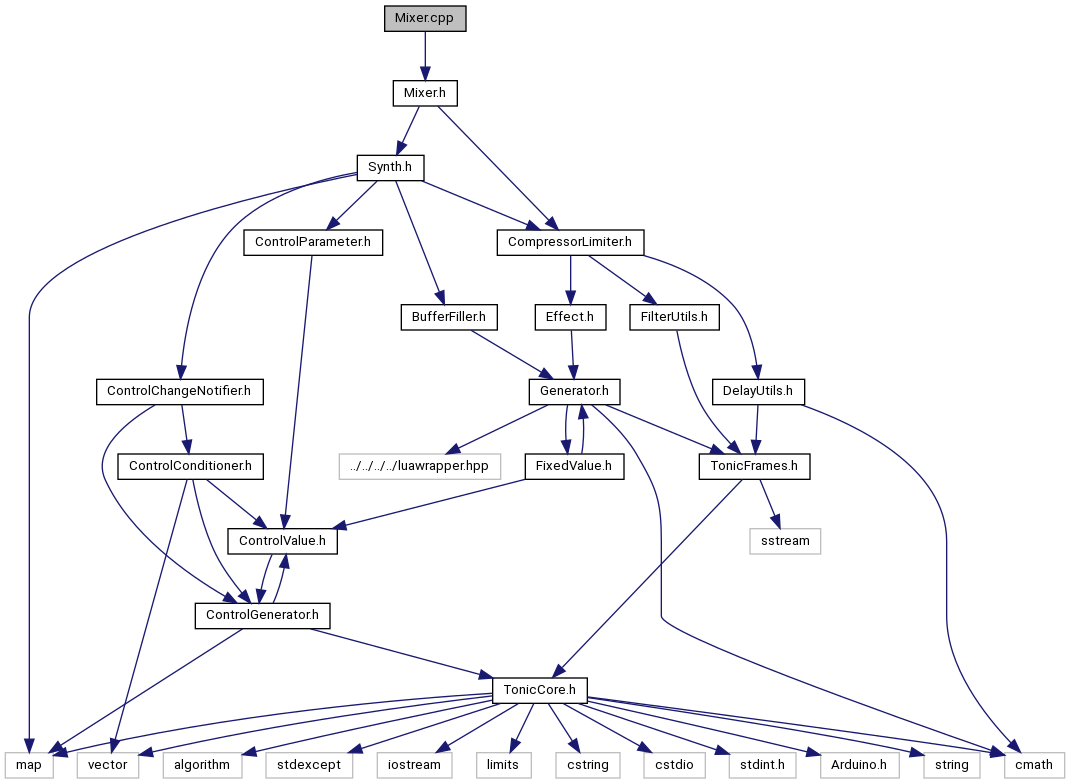 Mixer.cpp
Mixer.h
Synth.h
ControlParameter.h
CompressorLimiter.h
BufferFiller.h
Effect.h
FilterUtils.h
ControlChangeNotifier.h
Generator.h
DelayUtils.h
ControlConditioner.h
../../../../luawrapper.hpp
FixedValue.h
TonicFrames.h
ControlValue.h
sstream
ControlGenerator.h
TonicCore.h
map
vector
algorithm
stdexcept
iostream
limits
cstring
cstdio
stdint.h
Arduino.h
string
cmath